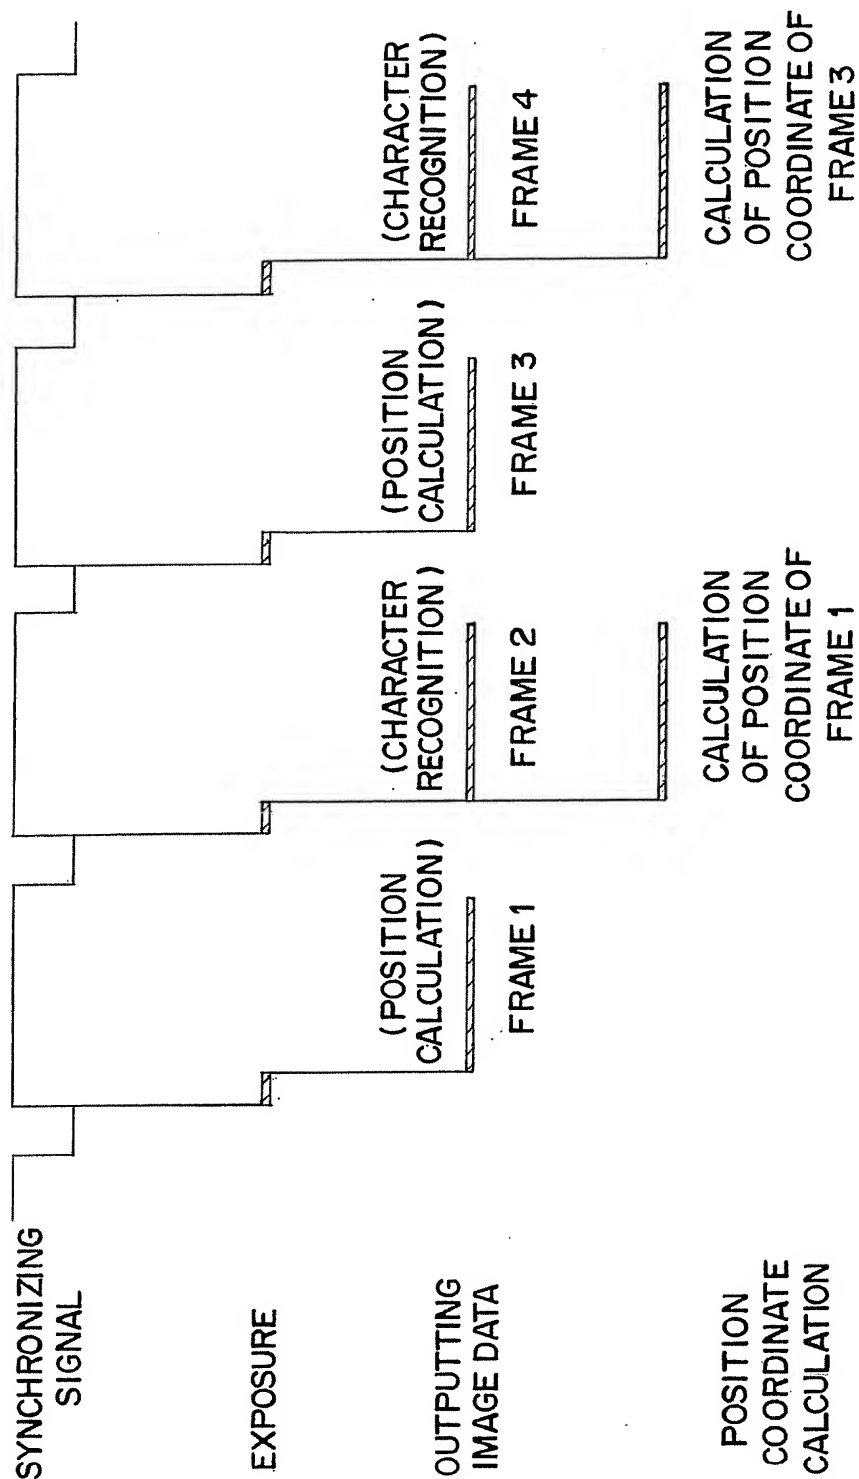 SYNCHRONIZING
SIGNAL
EXPOSURE
OUTPUTTING
IMAGE DATA
(POSITION
CALCULATION)
FRAME 1
(CHARACTER
RECOGNITION)
FRAME 2
(POSITION
CALCULATION)
FRAME 3
(CHARACTER
RECOGNITION)
FRAME 4
POSITION
COORDINATE
CALCULATION
CALCULATION
OF POSITION
COORDINATE OF
FRAME 1
CALCULATION
OF POSITION
COORDINATE OF
FRAME 3